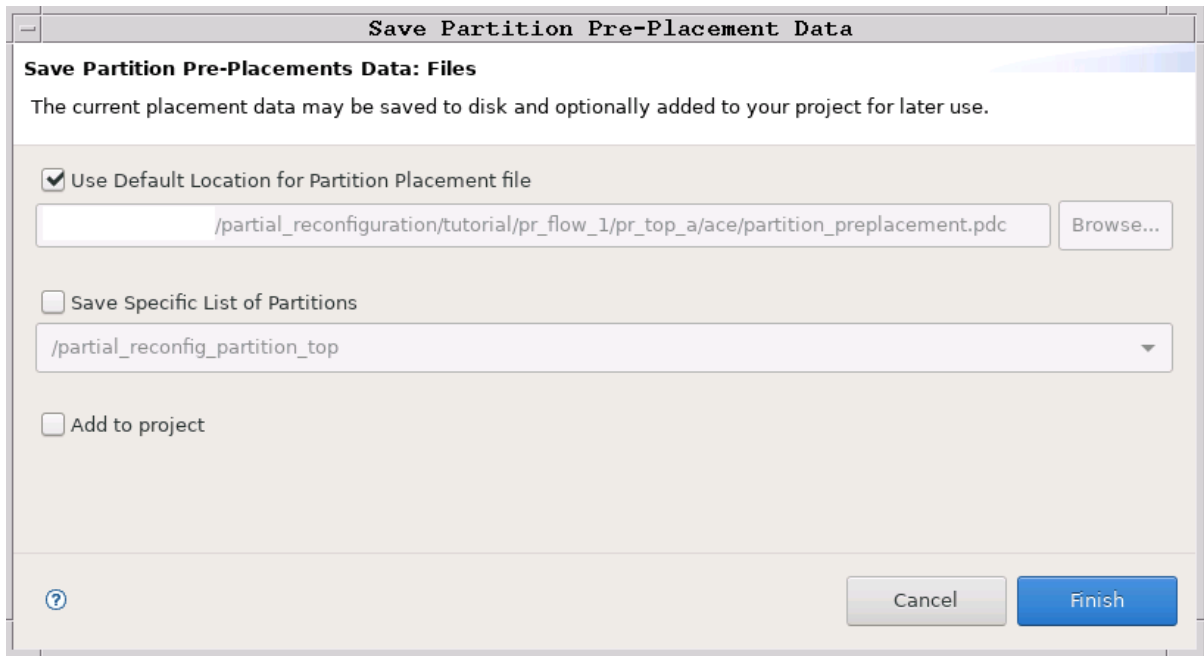 Save Partition Pre-Placement Data
Save Partition Pre-Placements Data: Files
The current placement data may be saved to disk and optionally added to your project for later use.
Use Default Location for Partition Placement file
/partial_reconfiguration/tutorial/pr_flow_1/pr_top_a/ace/partition_preplacement.pdc Browse...
Save Specific List of Partitions
/partial_reconfig_partition_top
Add to project
? Cancel Finish